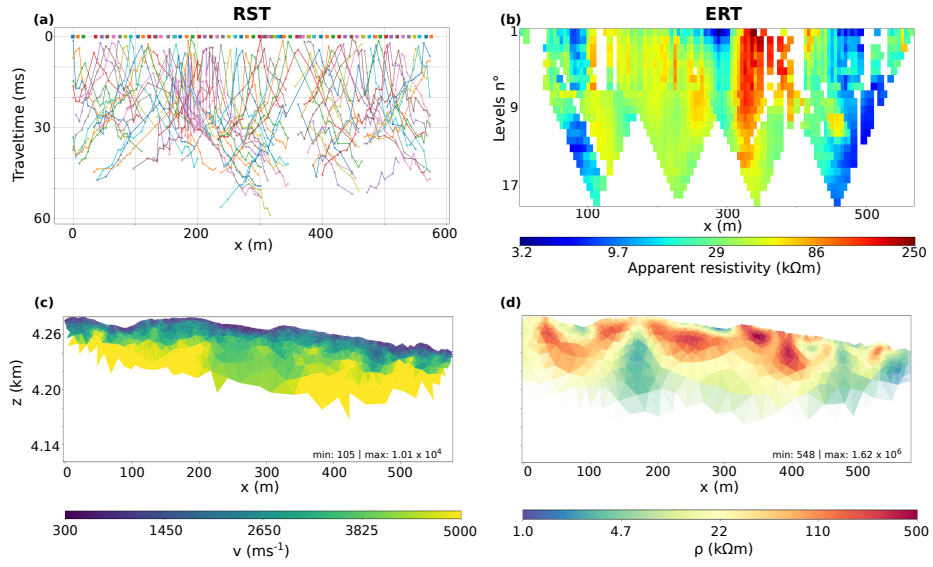 RST
ERT
(a)
(b)
0
30
60
Traveltime (ms)
0 100 200 300 400 500 600
x (m)
1
9
17
Levels n°
100 300 500
x (m)
3.2 9.7 29 86 250
Apparent resistivity (kΩm)
(c)
(d)
4.26
4.20
4.14
z (km)
min: 105 | max: 1.01 x 10⁴
min: 548 | max: 1.62 x 10⁶
0 100 200 300 400 500
x (m)
0 100 200 300 400 500
x (m)
300 1450 2650 3825 5000
v (ms⁻¹)
1.0 4.7 22 110 500
ρ (kΩm)